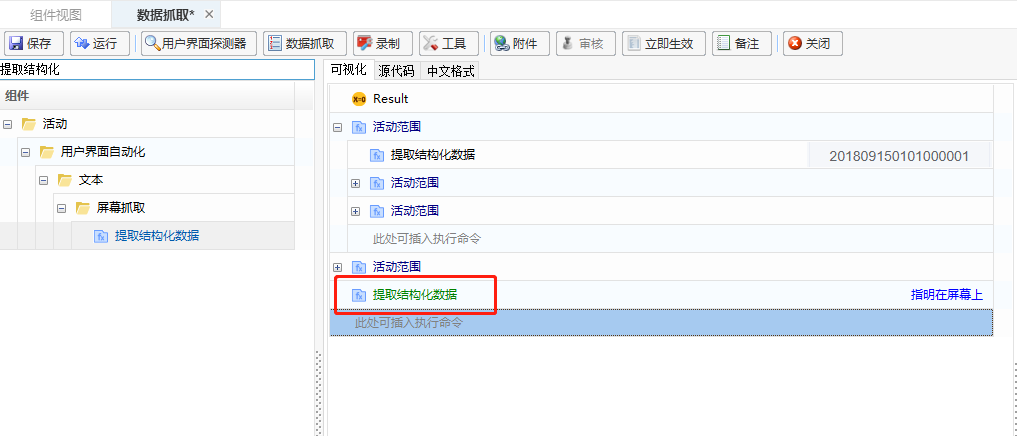 组件视图 数据抓取*
保存 运行 用户界面探测器 数据抓取 录制 工具 附件 审核 立即生效 备注 关闭
提取结构化
可视化 源代码 中文格式
组件
活动
用户界面自动化
文本
屏幕抓取
提取结构化数据
Result
活动范围
提取结构化数据 201809150101000001
活动范围
活动范围
此处可插入执行命令
活动范围
提取结构化数据 指明在屏幕上
此处可插入执行命令